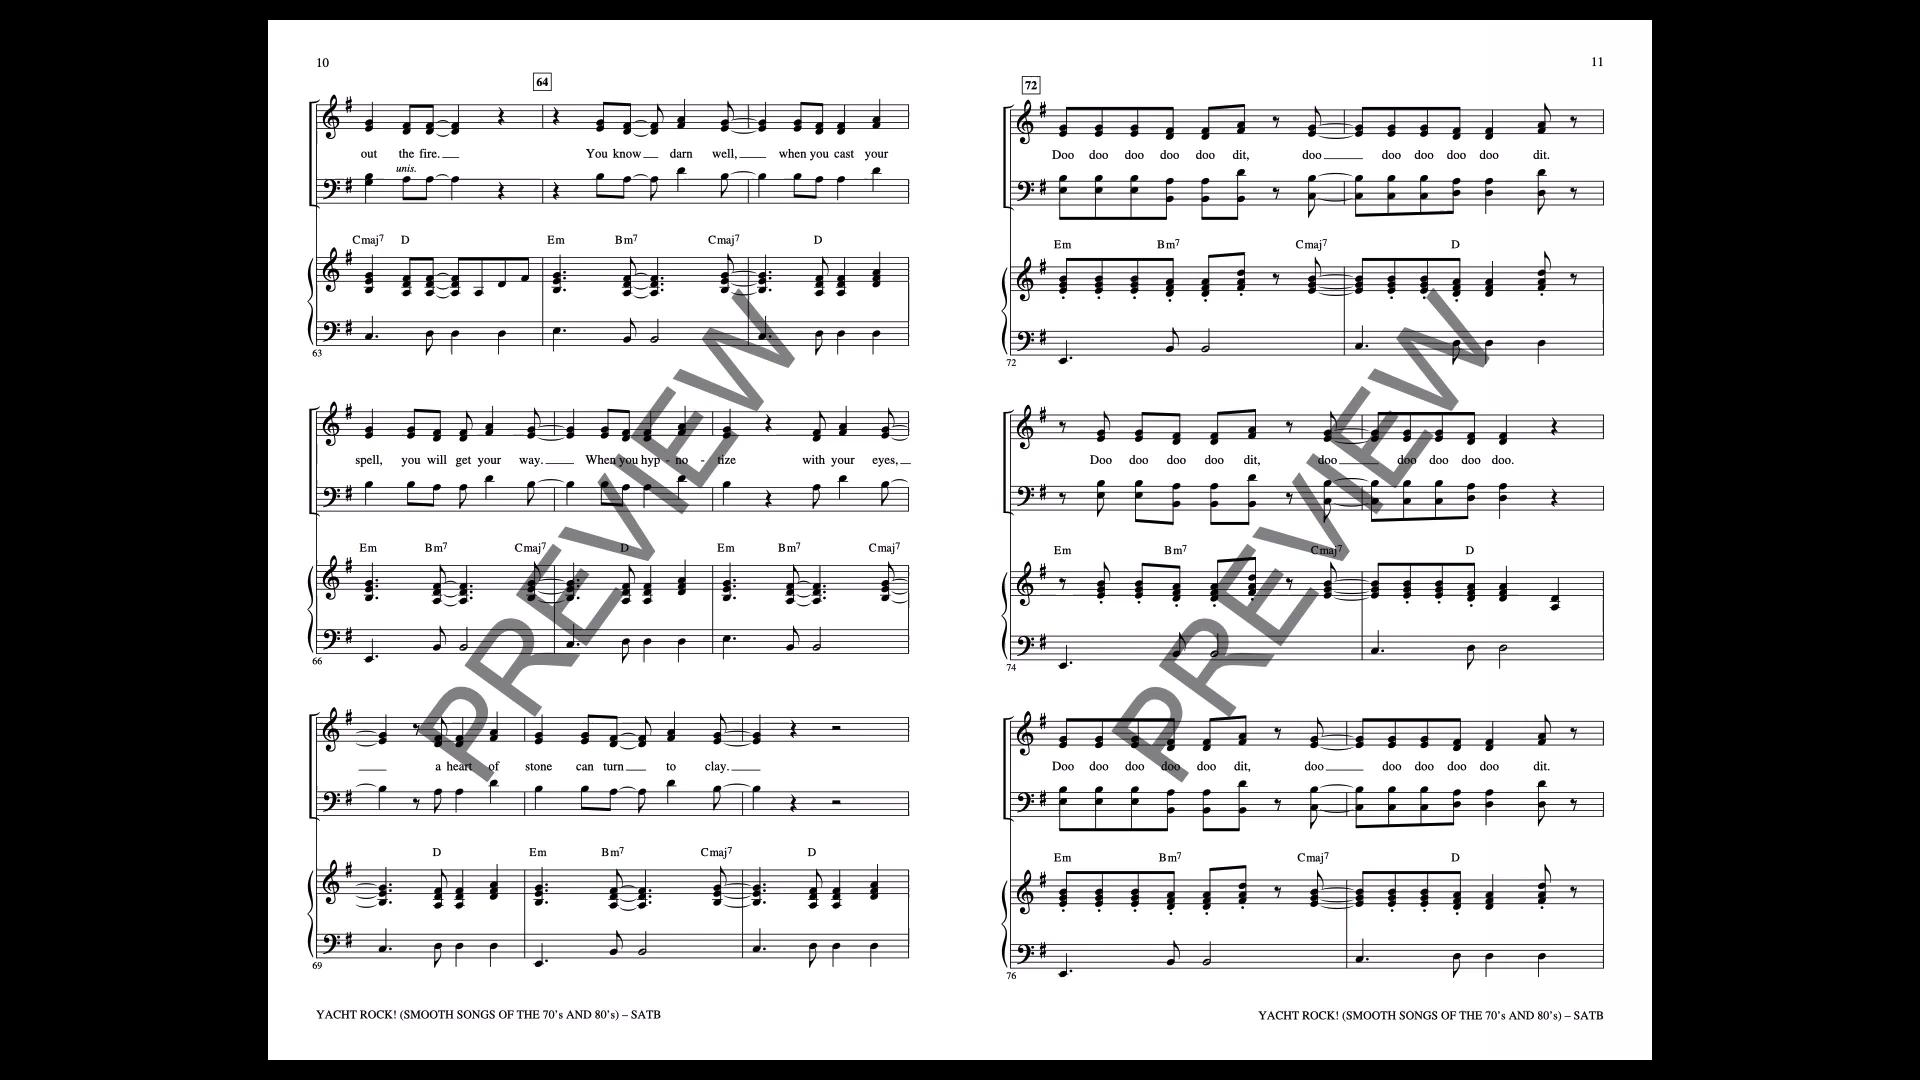 10
64
out the fire.
You know darn well, when you cast your
unis.
Cmaj7 D Em Bm7 Cmaj7 D
63
spell, you will get your way. When you hyp - no - tize with your eyes,
Em Bm7 Cmaj7 D Em Bm7 Cmaj7
66
a heart of stone can turn to clay.
D Em Bm7 Cmaj7 D
69
YACHT ROCK! (SMOOTH SONGS OF THE 70's AND 80's) – SATB
PREVIEW
11
72
Doo doo doo doo doo dit, doo doo doo doo doo dit.
Em Bm7 Cmaj7 D
72
Doo doo doo doo dit, doo doo doo doo doo.
Em Bm7 Cmaj7 D
74
Doo doo doo doo doo dit, doo doo doo doo doo dit.
Em Bm7 Cmaj7 D
76
YACHT ROCK! (SMOOTH SONGS OF THE 70's AND 80's) – SATB
PREVIEW